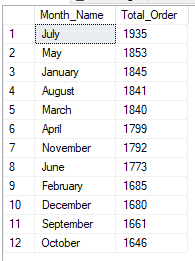 Month_Name Total_Order
1 July 1935
2 May 1853
3 January 1845
4 August 1841
5 March 1840
6 April 1799
7 November 1792
8 June 1773
9 February 1685
10 December 1680
11 September 1661
12 October 1646